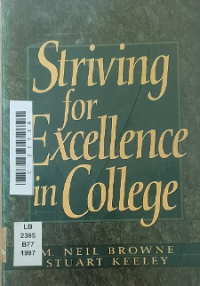 Striving
for
Excellence
in College
LB
2395
B77
1997
M. NEIL BROWNE
STUART KEELEY